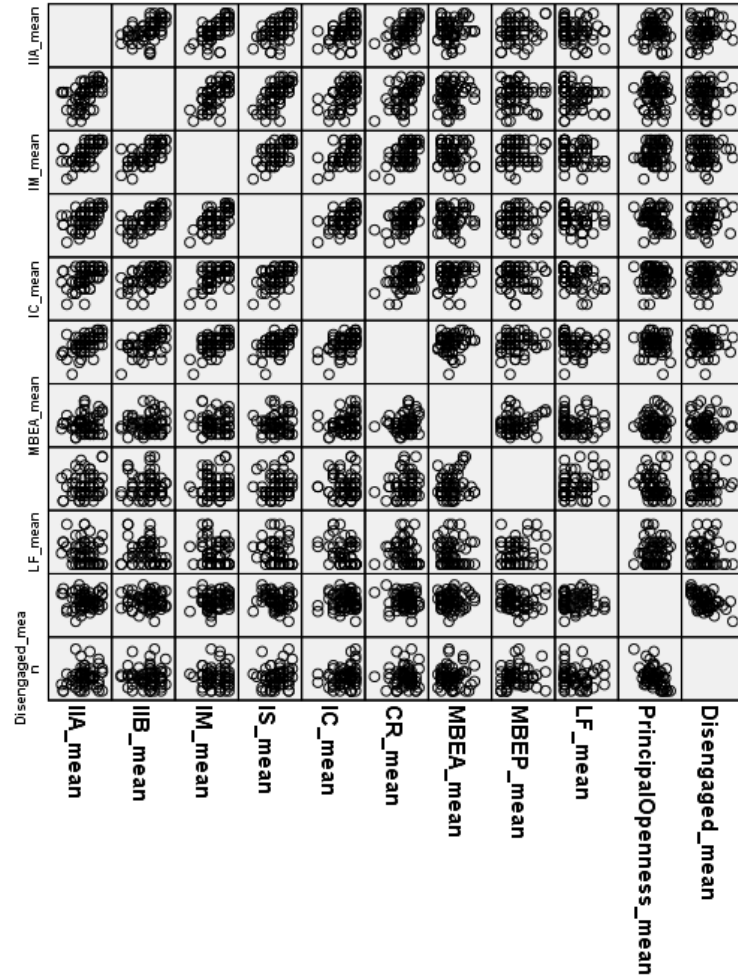 IIA_mean
IM_mean
IC_mean
MBEA_mean
LF_mean
Disengaged_mea
n
IIA_mean
IIB_mean
IM_mean
IS_mean
IC_mean
CR_mean
MBEA_mean
MBEP_mean
LF_mean
PrincipalOpenness_mean
Disengaged_mean